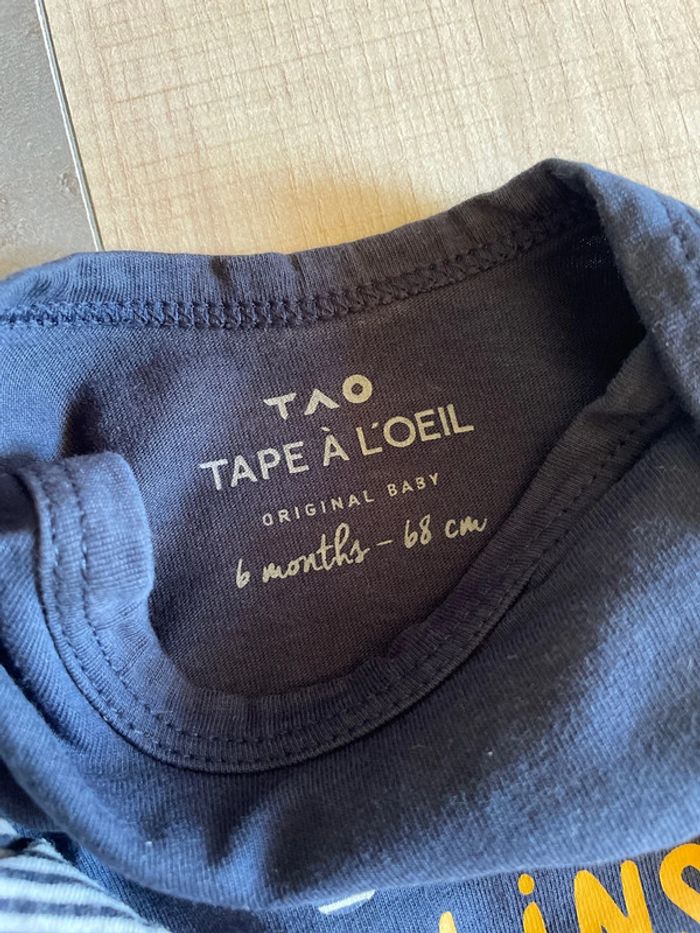 TAO
TAPE À L'OEIL
ORIGINAL BABY
6 months - 68 cm